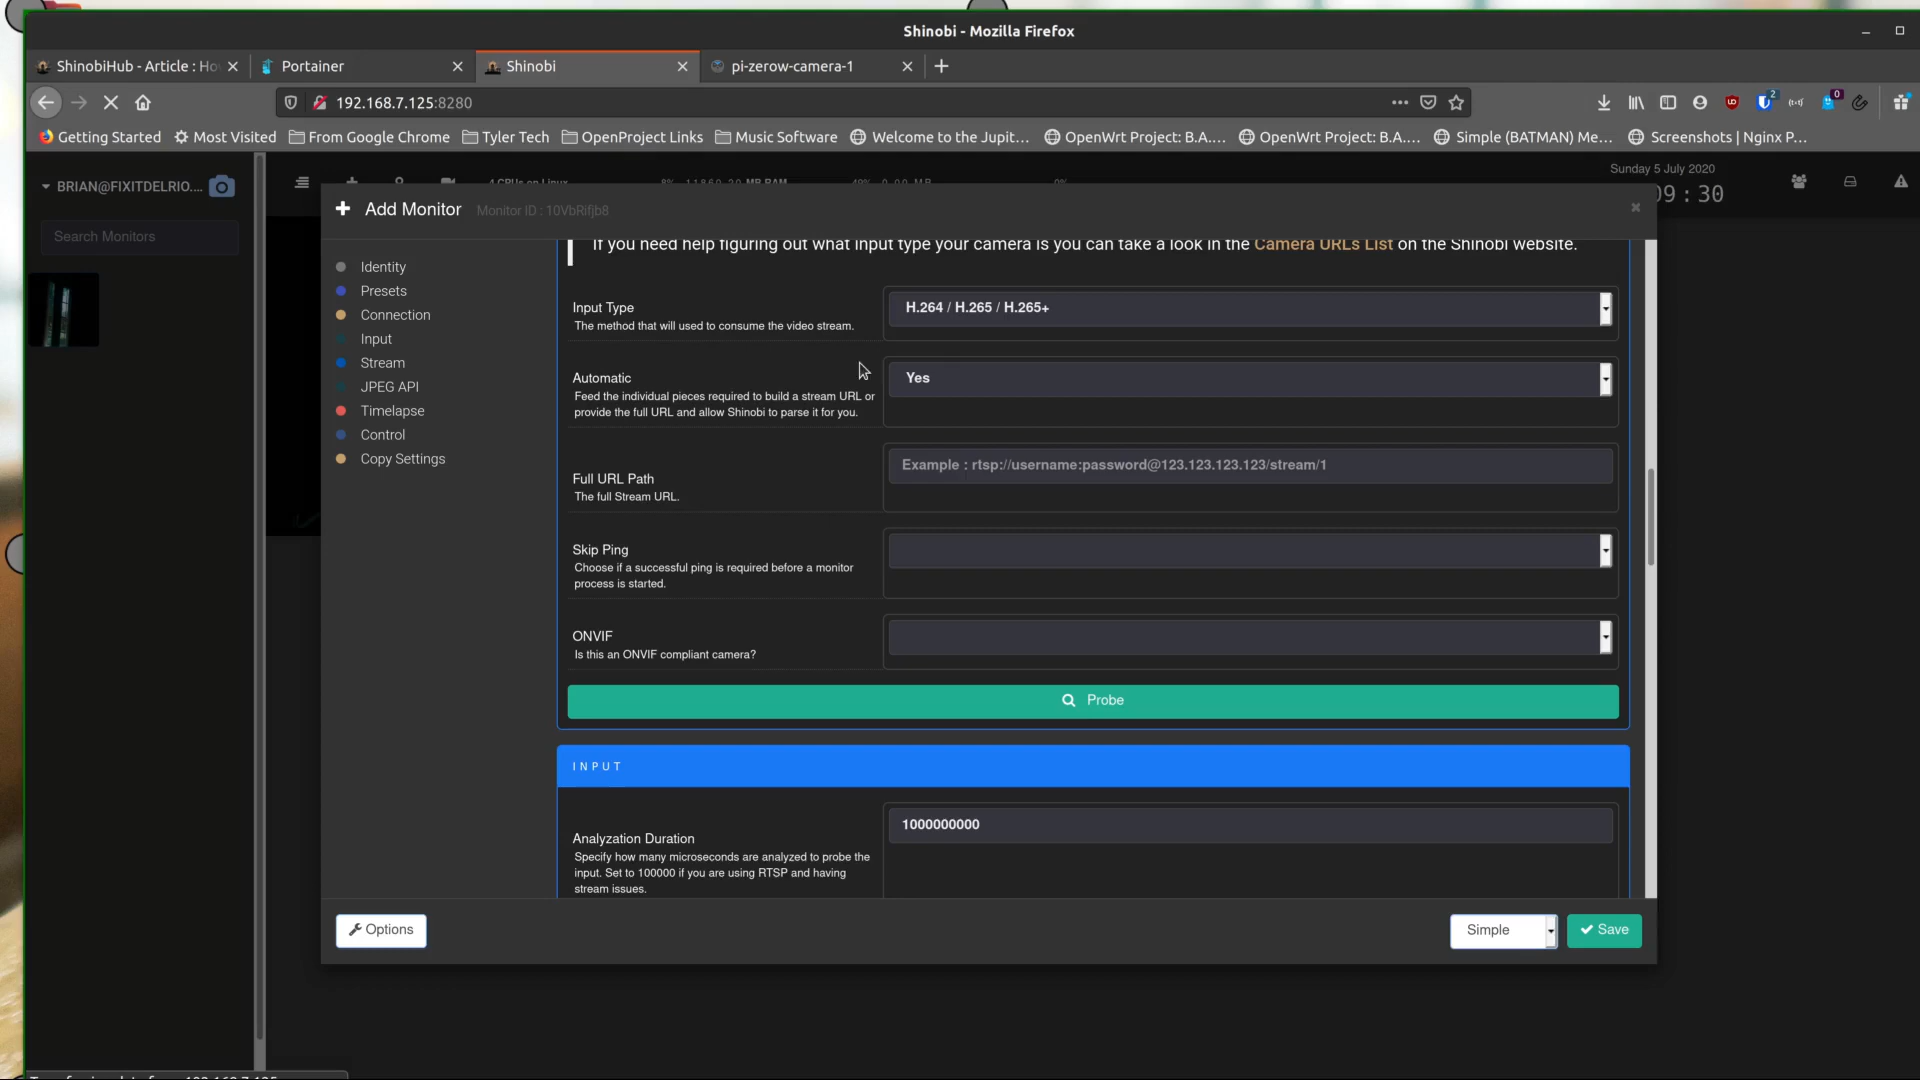 Shinobi - Mozilla Firefox
ShinobiHub - Article : Ho
Portainer
Shinobi
pi-zerow-camera-1
192.168.7.125:8280
2
0
Getting Started
Most Visited
From Google Chrome
Tyler Tech
OpenProject Links
Music Software
Welcome to the Jupit...
OpenWrt Project: B.A....
OpenWrt Project: B.A....
Simple (BATMAN) Me...
Screenshots | Nginx P...
BRIAN@FIXITDELRIO....
Search Monitors
4 CPUs on Linux
Sunday 5 July 2020
09:30
Add Monitor
Monitor ID : 10VbRifjb8
Identity
Presets
Connection
Input
Stream
JPEG API
Timelapse
Control
Copy Settings
If you need help figuring out what input type your camera is you can take a look in the Camera URLs List on the Shinobi website.
Input Type
The method that will used to consume the video stream.
H.264 / H.265 / H.265+
Automatic
Feed the individual pieces required to build a stream URL or
provide the full URL and allow Shinobi to parse it for you.
Yes
Full URL Path
The full Stream URL.
Example : rtsp://username:password@123.123.123.123/stream/1
Skip Ping
Choose if a successful ping is required before a monitor
process is started.
ONVIF
Is this an ONVIF compliant camera?
Probe
INPUT
Analyzation Duration
Specify how many microseconds are analyzed to probe the
input. Set to 100000 if you are using RTSP and having
stream issues.
1000000000
Options
Simple
Save